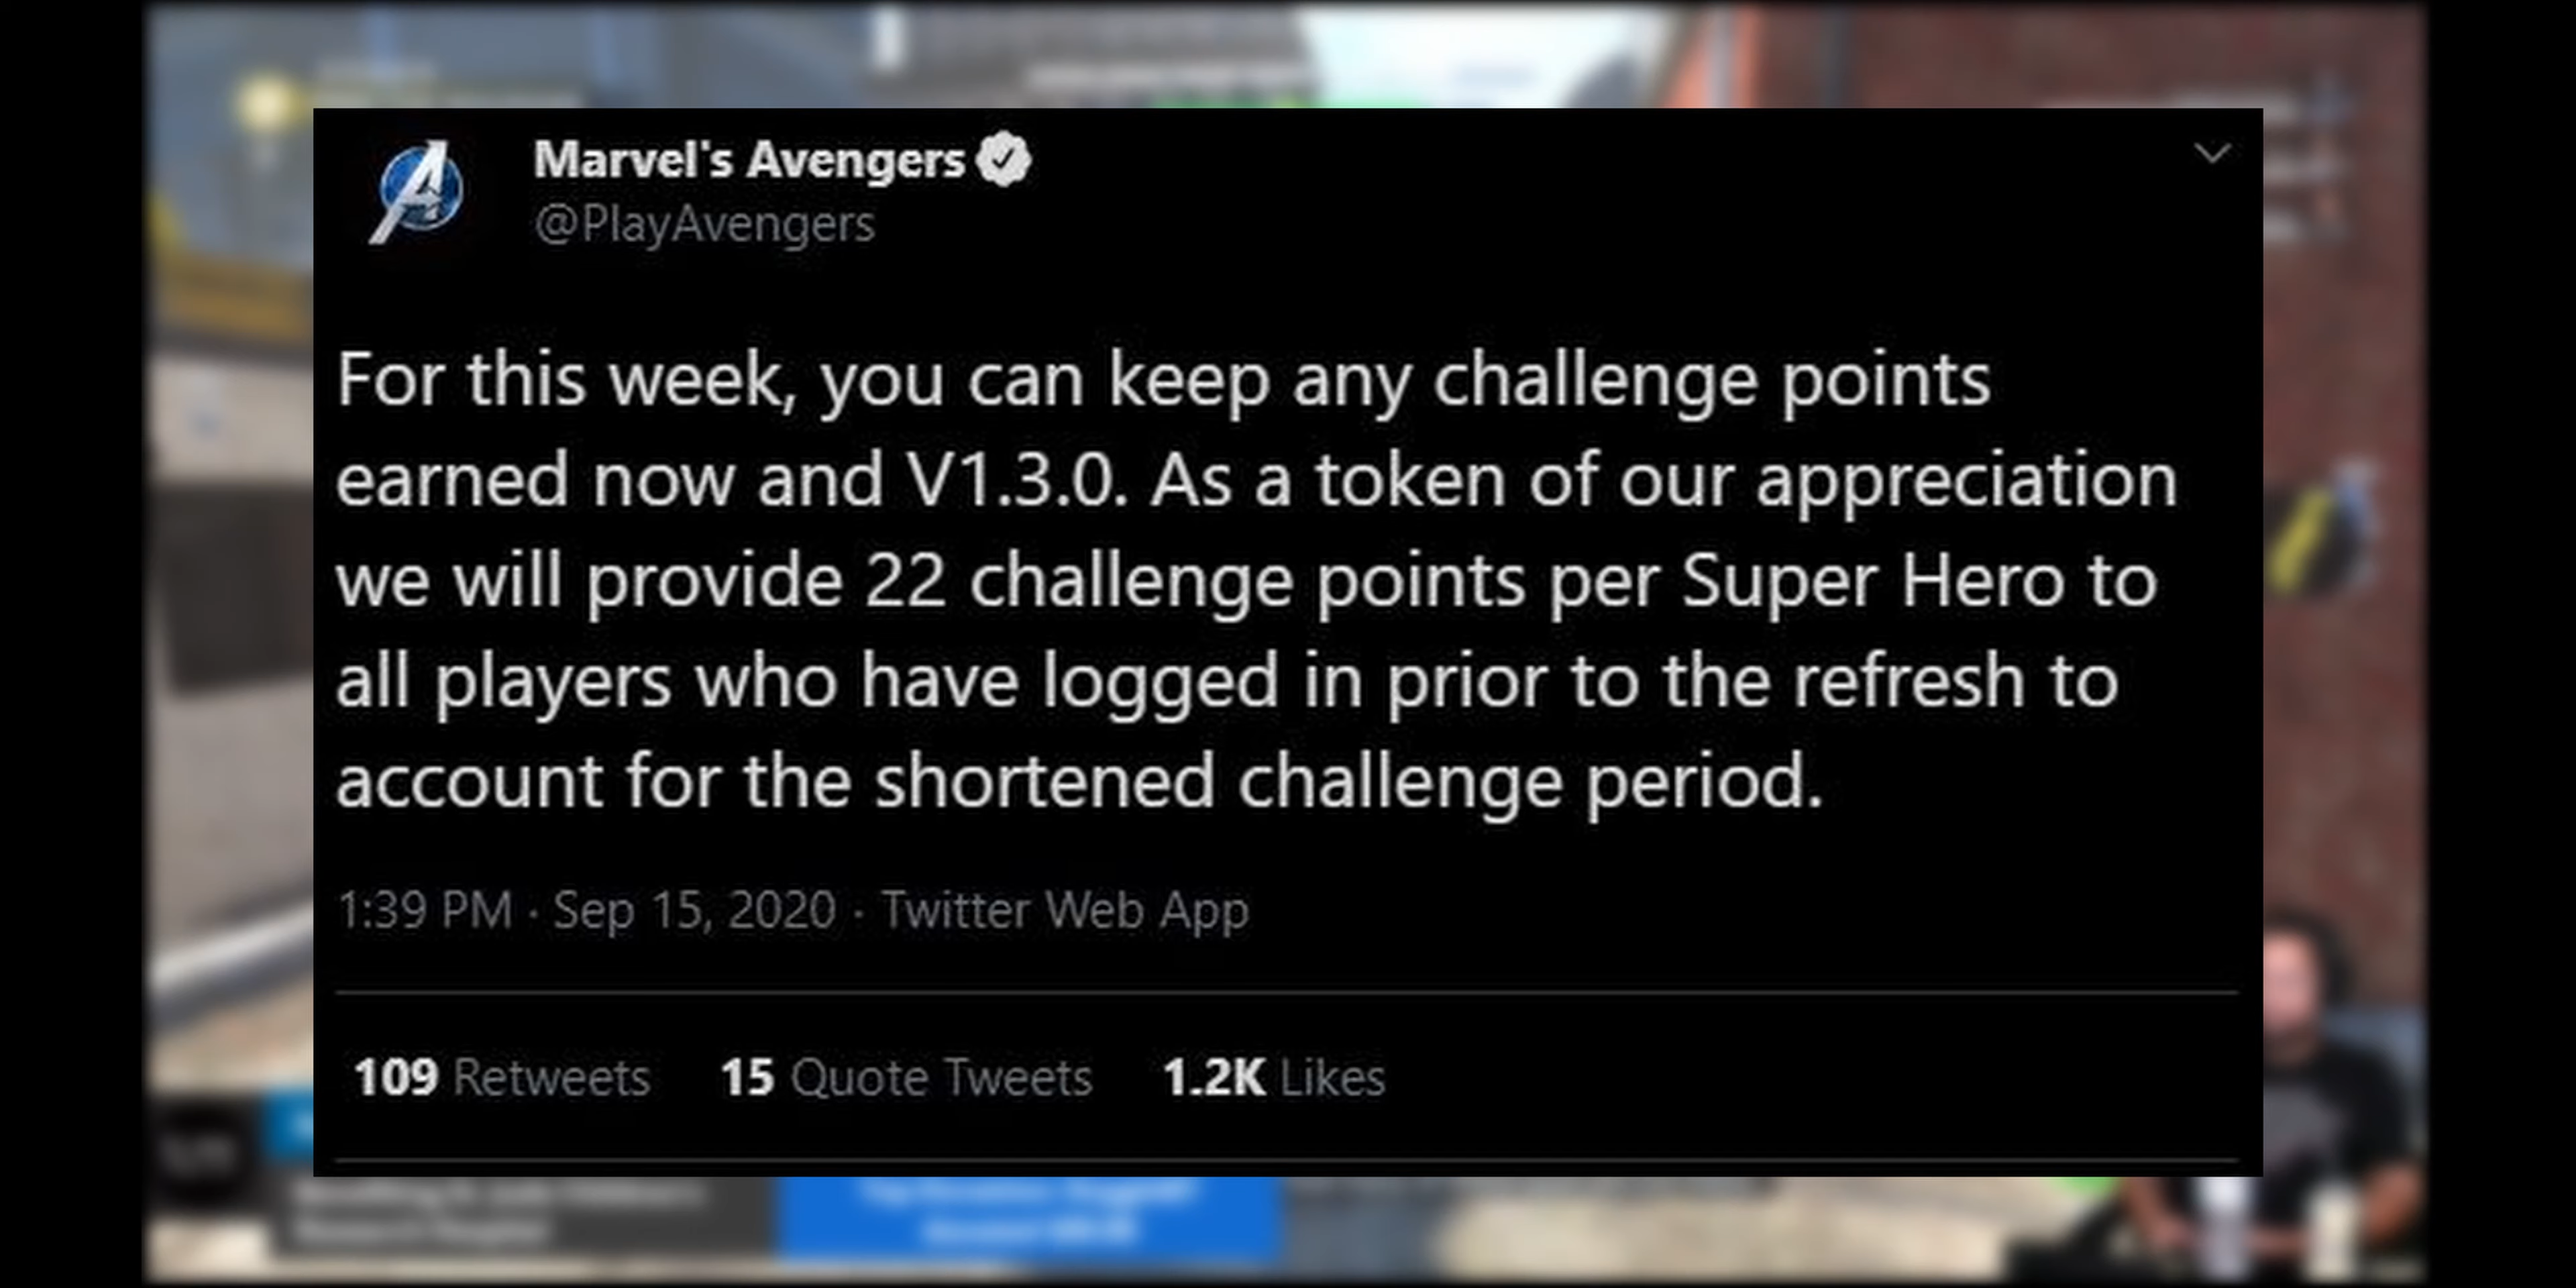 Marvel's Avengers
@PlayAvengers
For this week, you can keep any challenge points
earned now and V1.3.0. As a token of our appreciation
we will provide 22 challenge points per Super Hero to
all players who have logged in prior to the refresh to
account for the shortened challenge period.
1:39 PM · Sep 15, 2020 · Twitter Web App
109 Retweets 15 Quote Tweets 1.2K Likes